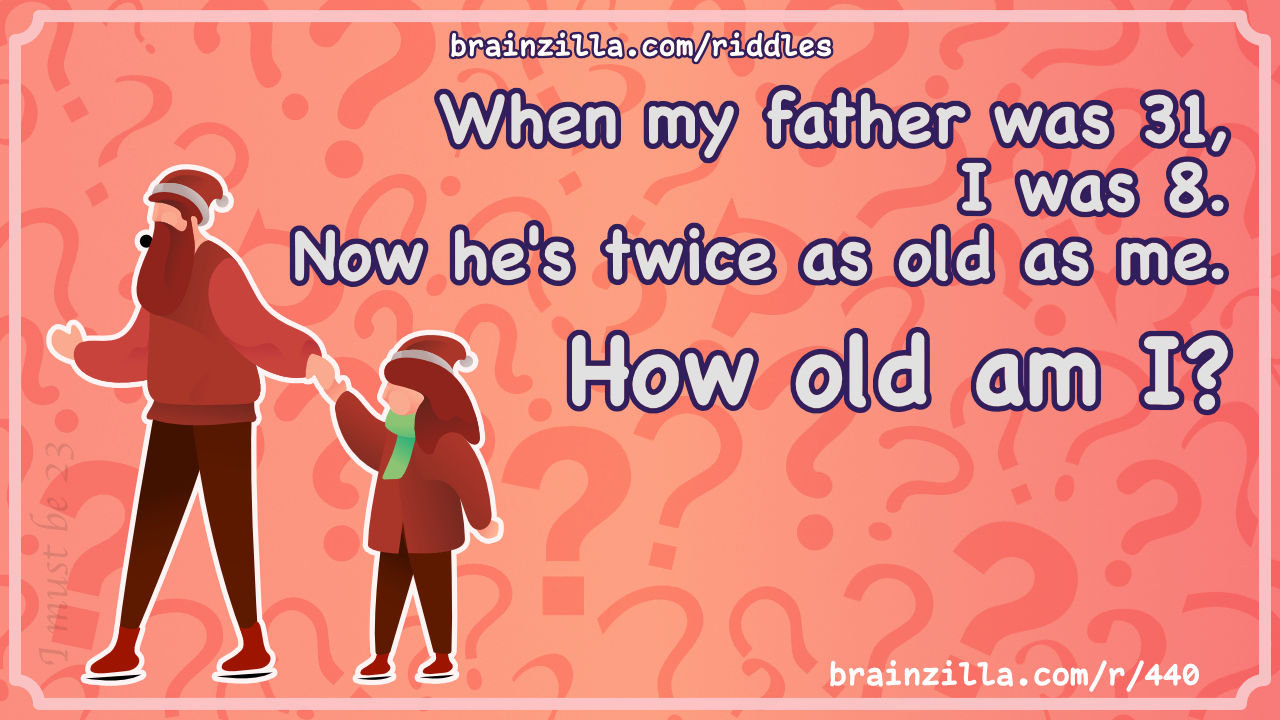 brainzilla.com/riddles
When my father was 31,
I was 8.
Now he's twice as old as me.
How old am I?
I must be 23
brainzilla.com/r/440